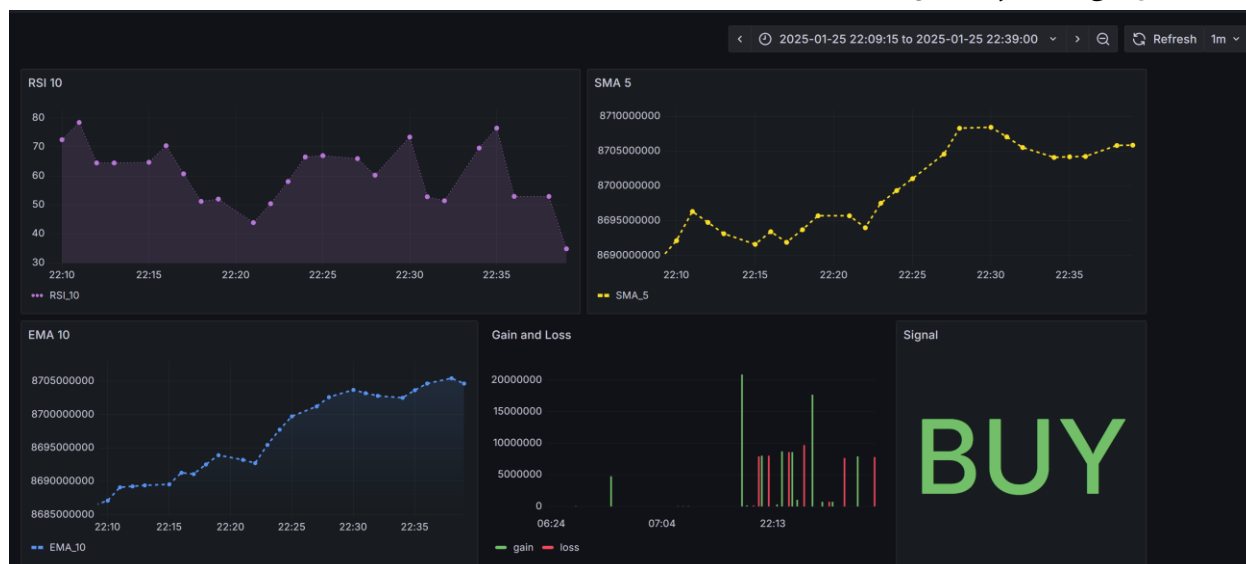 2025-01-25 22:09:15 to 2025-01-25 22:39:00 Refresh 1m
RSI 10
80
70
60
50
40
30
22:10 22:15 22:20 22:25 22:30 22:35
RSI_10
SMA 5
8710000000
8705000000
8700000000
8695000000
8690000000
22:10 22:15 22:20 22:25 22:30 22:35
SMA_5
EMA 10
8705000000
8700000000
8695000000
8690000000
8685000000
22:10 22:15 22:20 22:25 22:30 22:35
EMA_10
Gain and Loss
20000000
15000000
10000000
5000000
0
06:24 07:04 22:13
gain loss
Signal
BUY